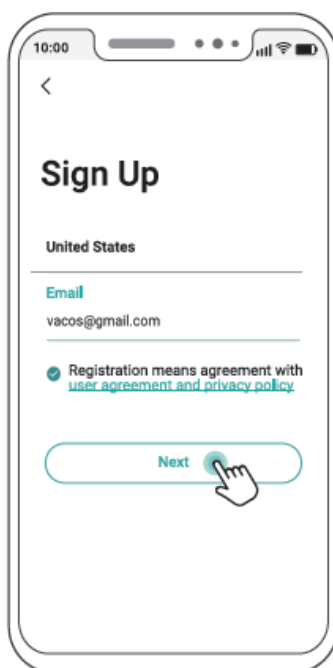 10:00
Sign Up
United States
Email
vacos@gmail.com
Registration means agreement with
user agreement and privacy policy
Next